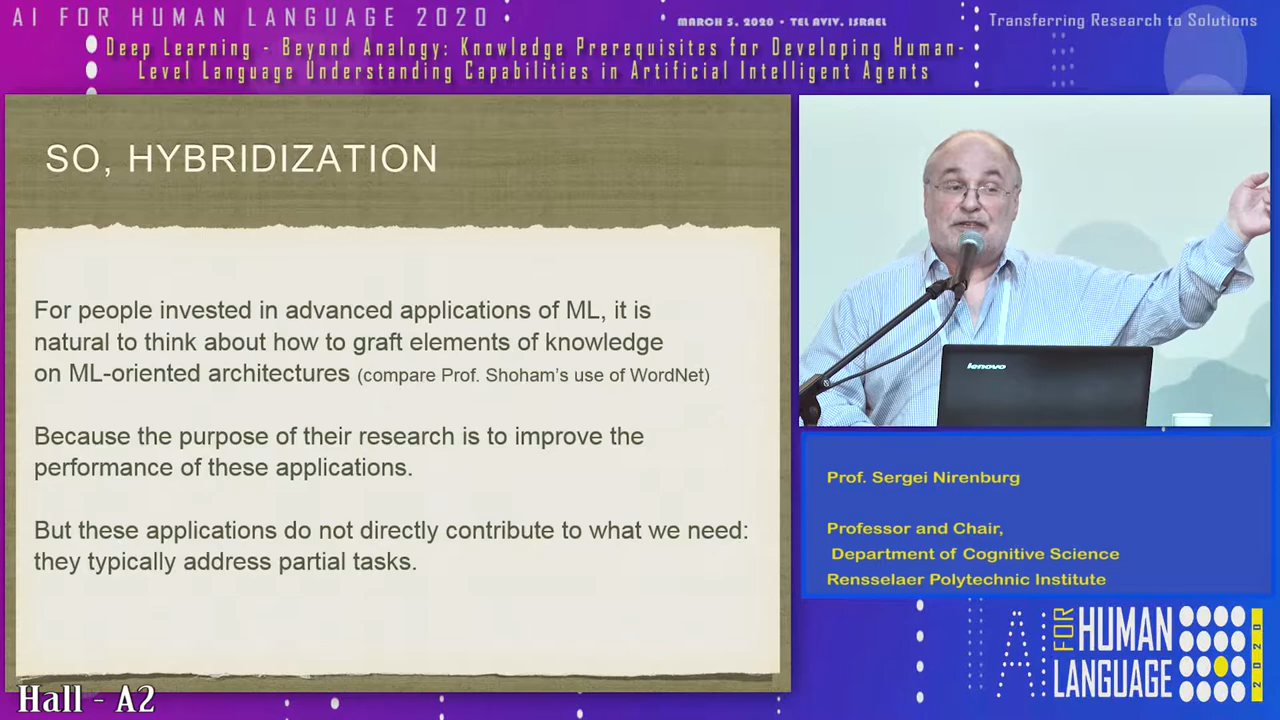 AI FOR HUMAN LANGUAGE 2020
MARCH 5, 2020 - TEL AVIV, ISRAEL
Transferring Research to Solutions
Deep Learning - Beyond Analogy: Knowledge Prerequisites for Developing Human-
Level Language Understanding Capabilities in Artificial Intelligent Agents
SO, HYBRIDIZATION
For people invested in advanced applications of ML, it is
natural to think about how to graft elements of knowledge
on ML-oriented architectures (compare Prof. Shoham's use of WordNet)
Because the purpose of their research is to improve the
performance of these applications.
But these applications do not directly contribute to what we need:
they typically address partial tasks.
lenovo
Prof. Sergei Nirenburg
Professor and Chair,
Department of Cognitive Science
Rensselaer Polytechnic Institute
AI FOR HUMAN
LANGUAGE
2020
Hall - A2